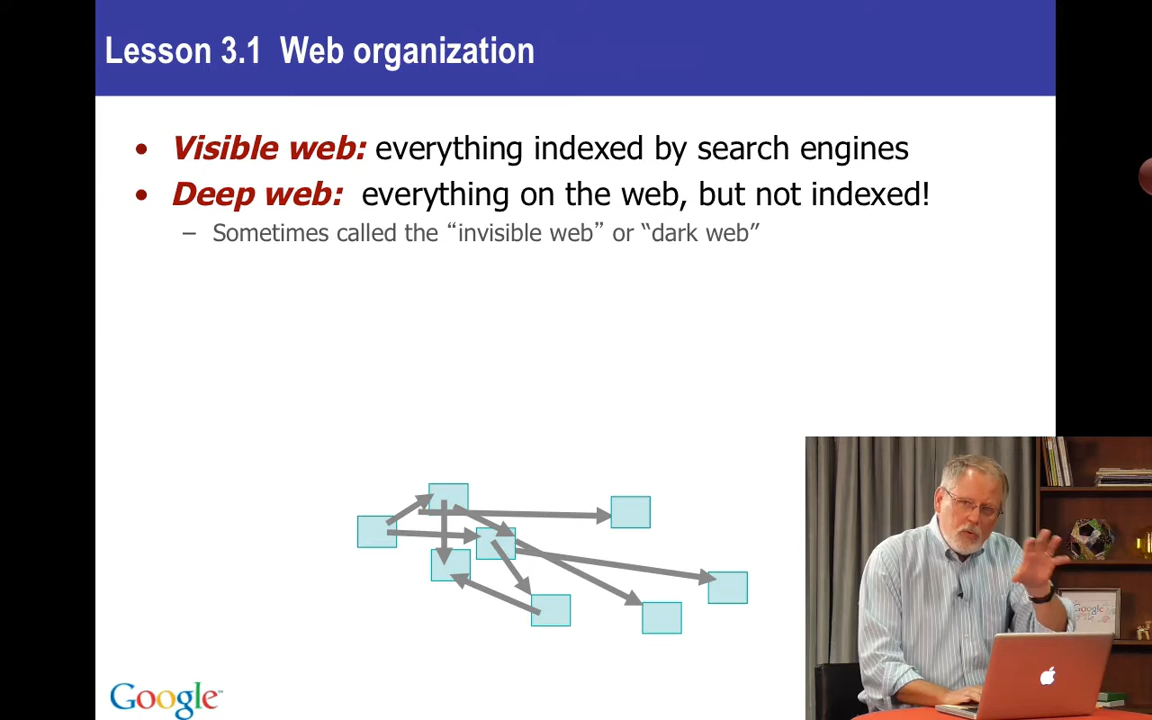 Lesson 3.1  Web organization
• Visible web: everything indexed by search engines
• Deep web:  everything on the web, but not indexed!
– Sometimes called the “invisible web” or “dark web”
Google™
Google